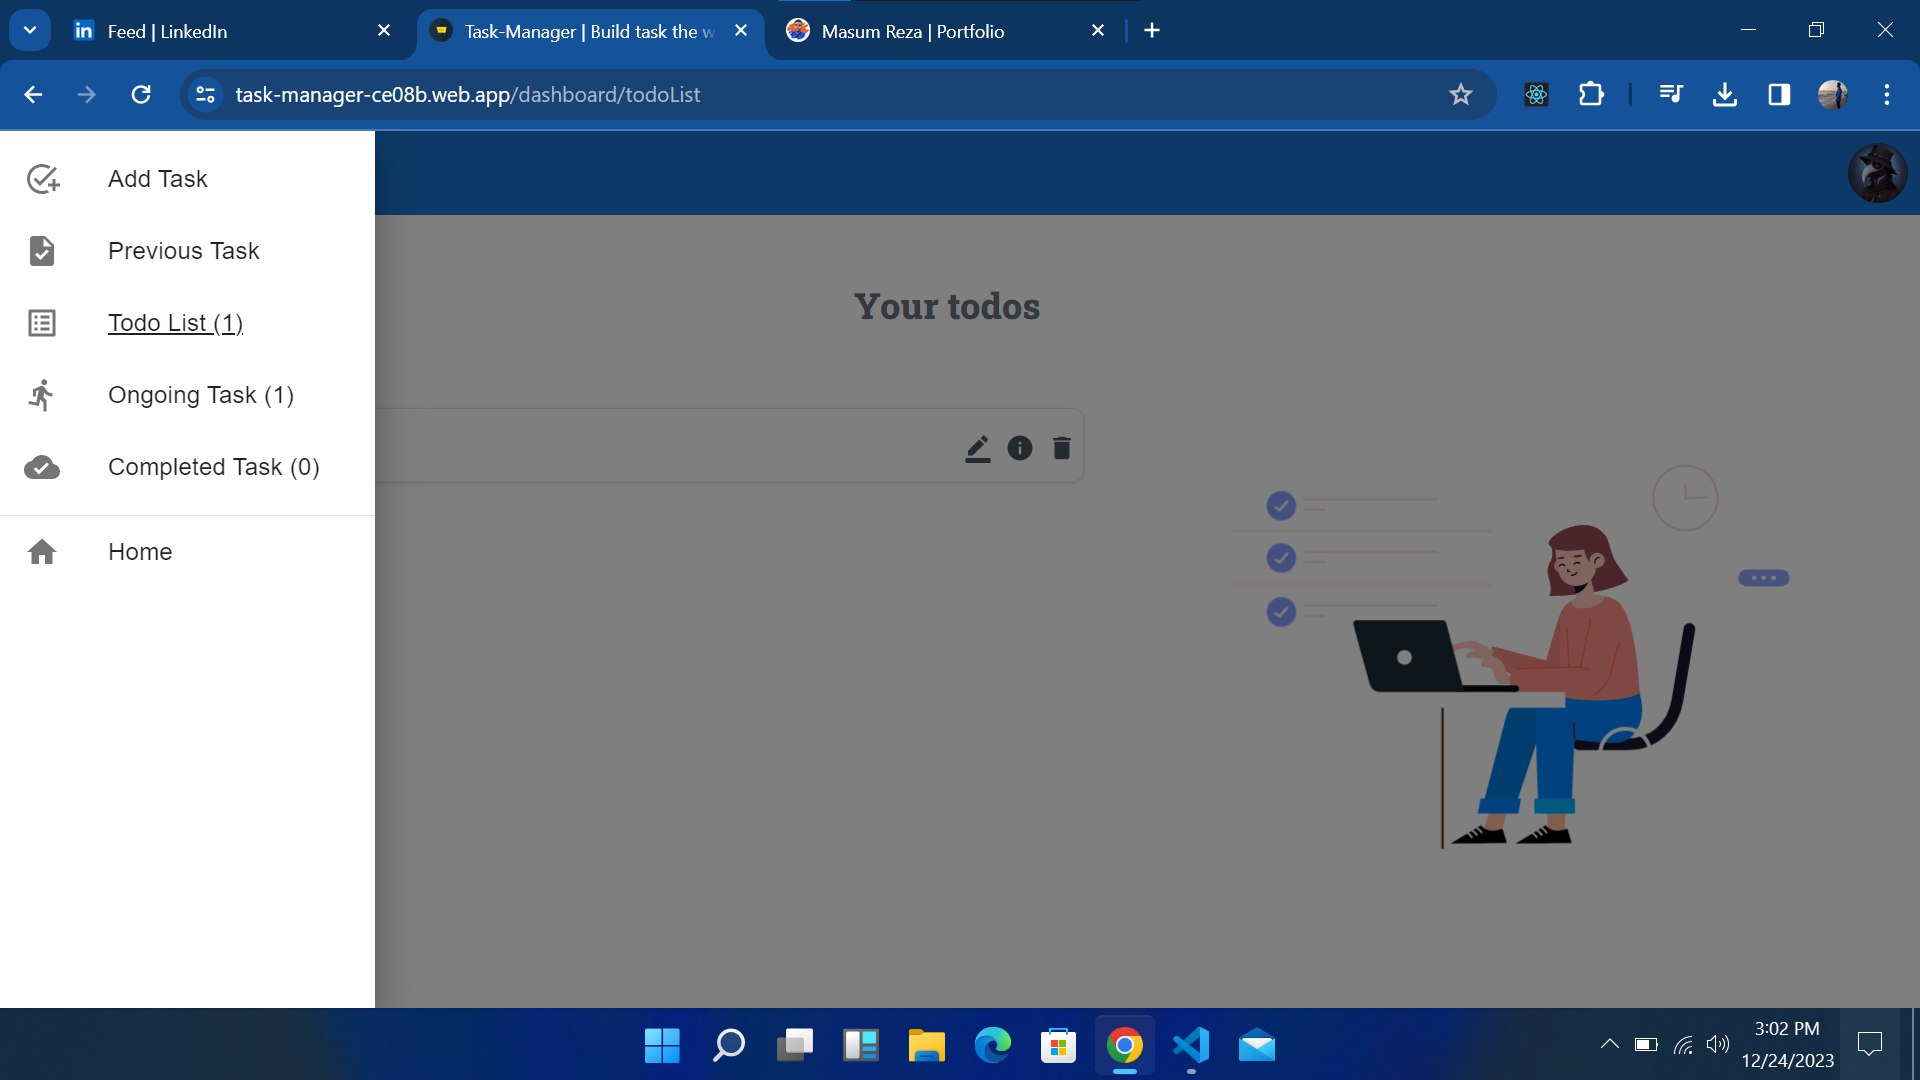 Feed | LinkedIn
Task-Manager | Build task the w
Masum Reza | Portfolio
task-manager-ce08b.web.app/dashboard/todoList
Add Task
Previous Task
Todo List (1)
Ongoing Task (1)
Completed Task (0)
Home
Your todos
3:02 PM
12/24/2023